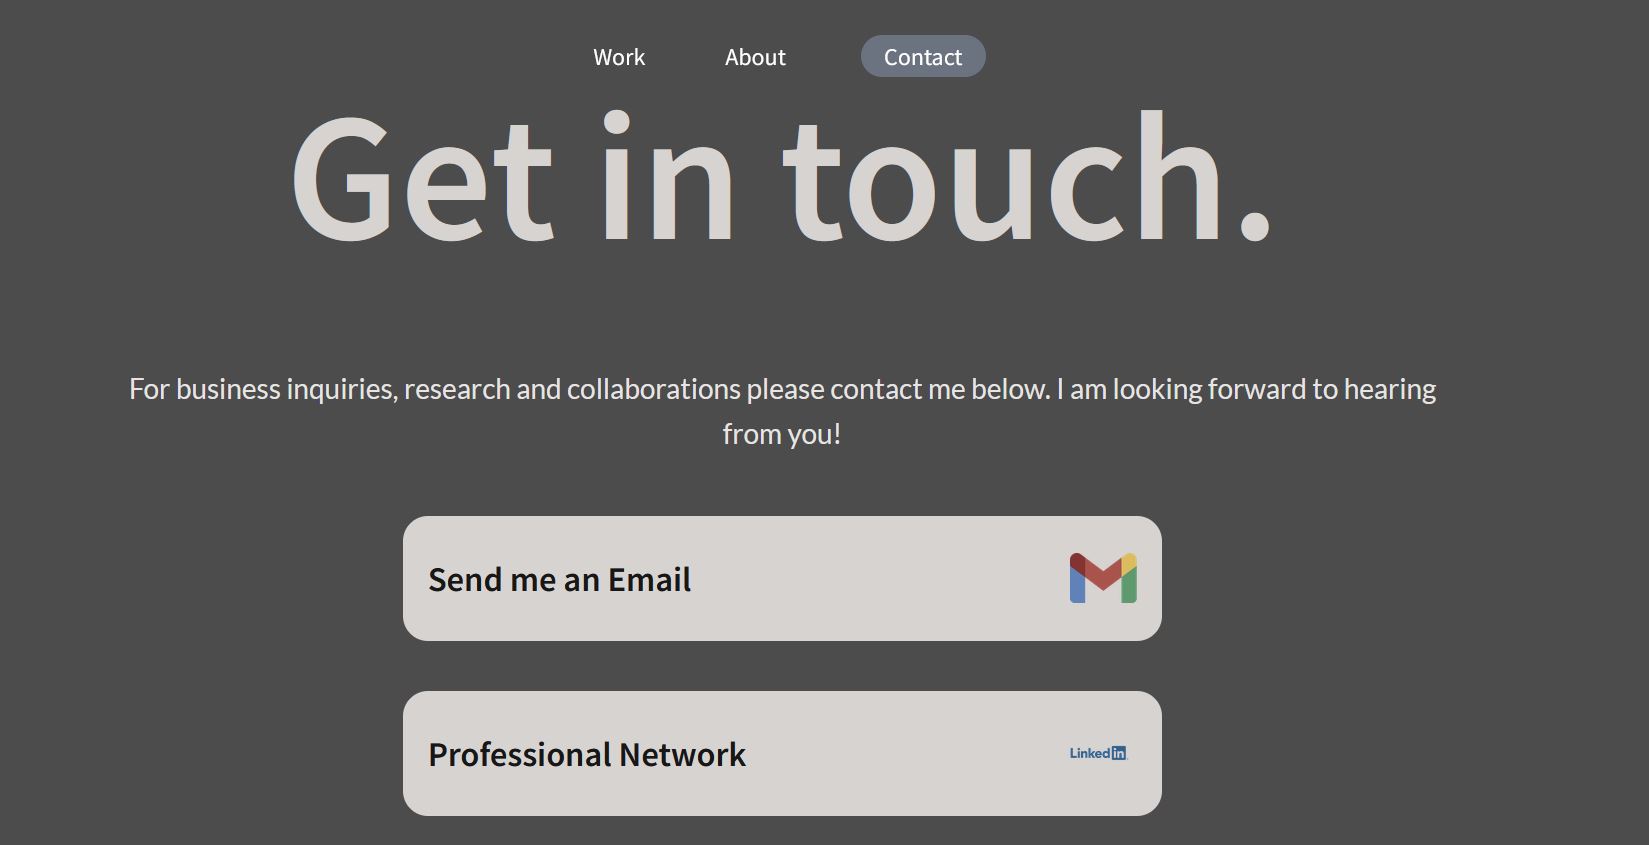 Work About Contact
Get in touch.
For business inquiries, research and collaborations please contact me below. I am looking forward to hearing
from you!
Send me an Email
Professional Network
Linkedin